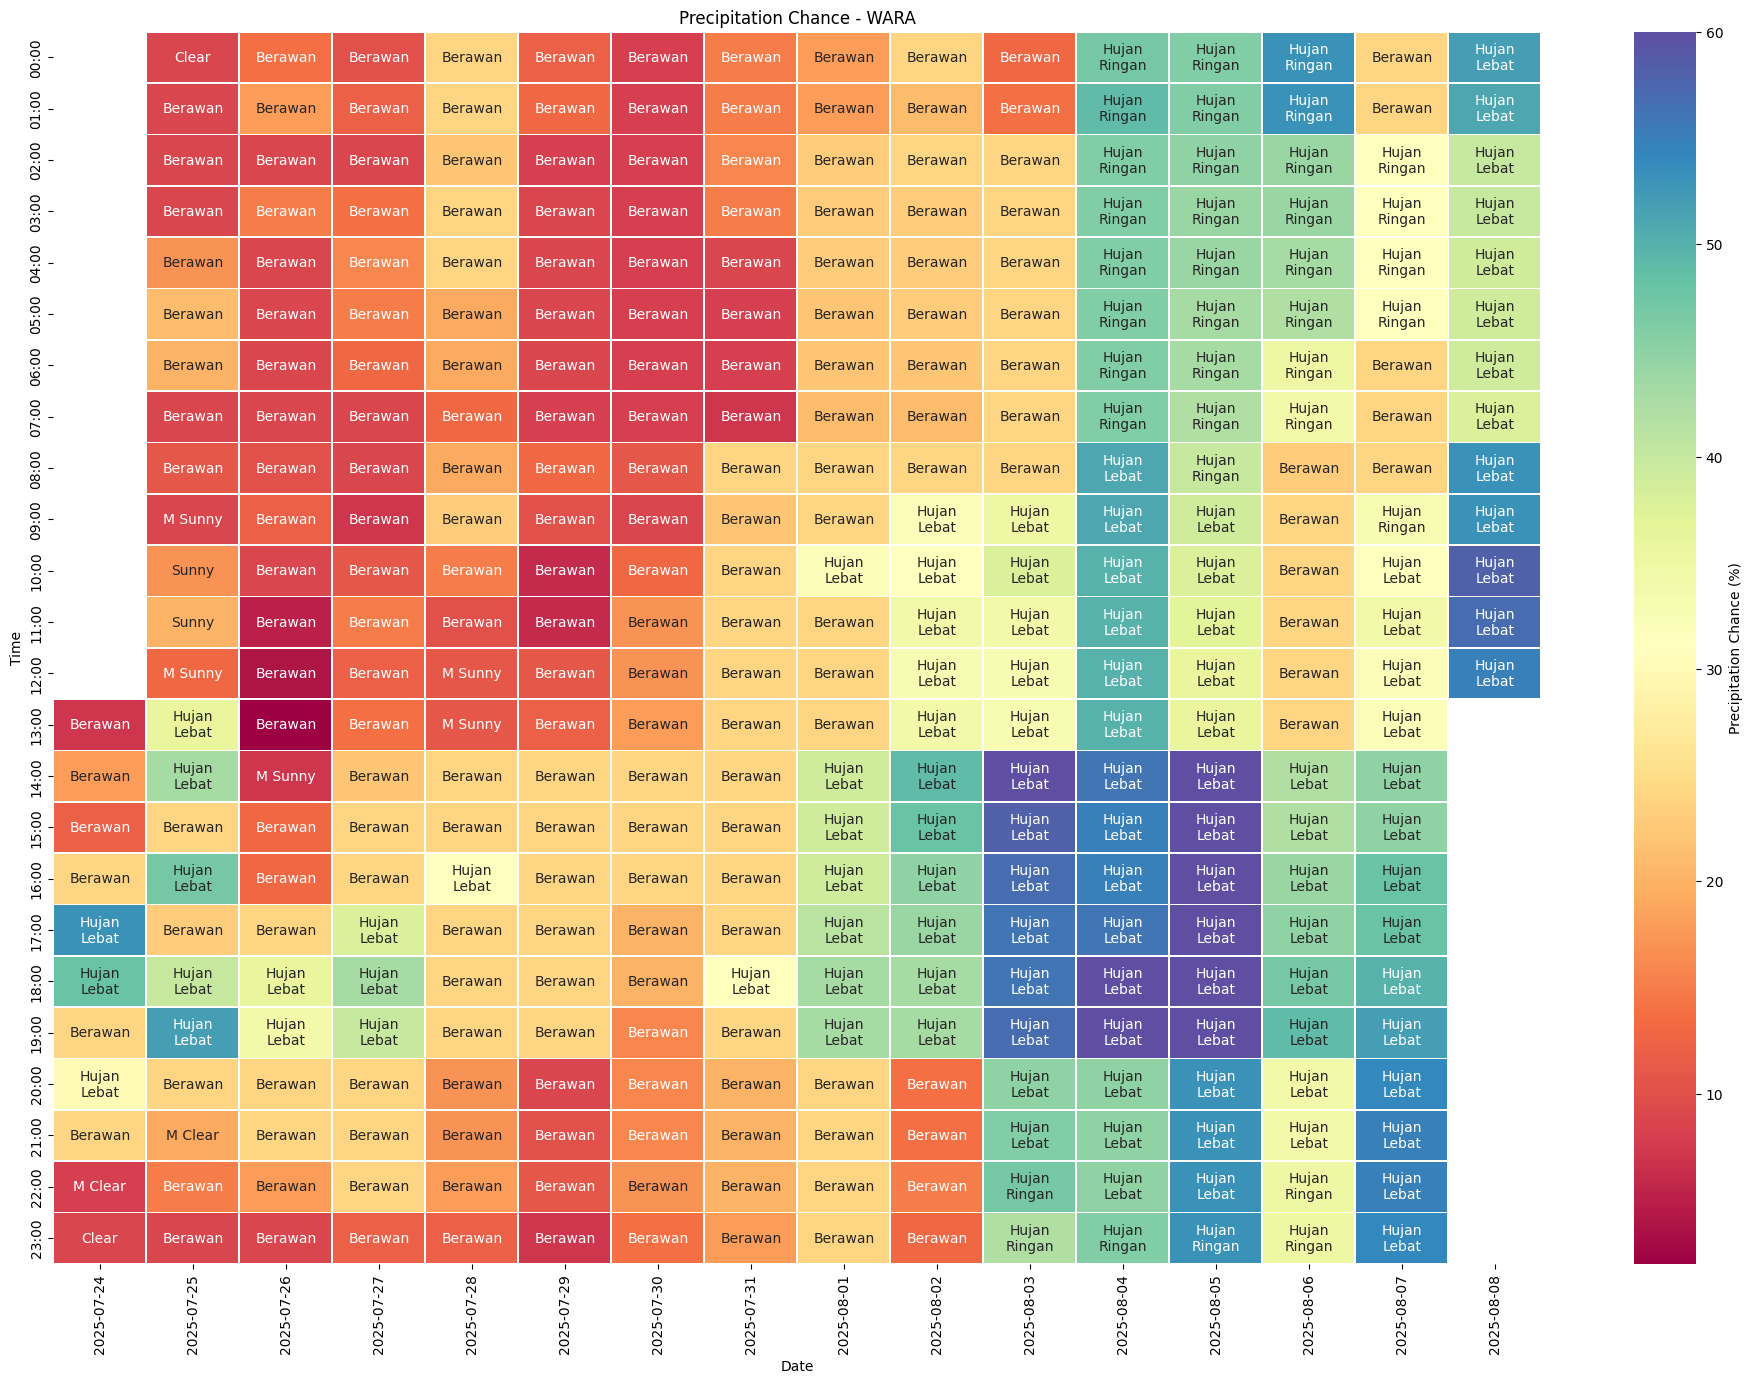 Precipitation Chance - WARA
00:00 Clear Berawan Berawan Berawan Berawan Berawan Berawan Berawan Berawan Berawan Hujan Ringan Hujan Ringan Hujan Ringan Berawan Hujan Lebat
01:00 Berawan Berawan Berawan Berawan Berawan Berawan Berawan Berawan Berawan Berawan Hujan Ringan Hujan Ringan Hujan Ringan Berawan Hujan Lebat
02:00 Berawan Berawan Berawan Berawan Berawan Berawan Berawan Berawan Berawan Berawan Hujan Ringan Hujan Ringan Hujan Ringan Hujan Ringan Hujan Lebat
03:00 Berawan Berawan Berawan Berawan Berawan Berawan Berawan Berawan Berawan Berawan Hujan Ringan Hujan Ringan Hujan Ringan Hujan Ringan Hujan Lebat
04:00 Berawan Berawan Berawan Berawan Berawan Berawan Berawan Berawan Berawan Berawan Hujan Ringan Hujan Ringan Hujan Ringan Hujan Ringan Hujan Lebat
05:00 Berawan Berawan Berawan Berawan Berawan Berawan Berawan Berawan Berawan Berawan Hujan Ringan Hujan Ringan Hujan Ringan Hujan Ringan Hujan Lebat
06:00 Berawan Berawan Berawan Berawan Berawan Berawan Berawan Berawan Berawan Berawan Hujan Ringan Hujan Ringan Hujan Ringan Berawan Hujan Lebat
07:00 Berawan Berawan Berawan Berawan Berawan Berawan Berawan Berawan Berawan Berawan Hujan Ringan Hujan Ringan Hujan Ringan Berawan Hujan Lebat
08:00 Berawan Berawan Berawan Berawan Berawan Berawan Berawan Berawan Berawan Berawan Hujan Lebat Hujan Ringan Berawan Berawan Hujan Lebat
09:00 M Sunny Berawan Berawan Berawan Berawan Berawan Berawan Berawan Hujan Lebat Hujan Lebat Hujan Lebat Hujan Lebat Berawan Hujan Ringan Hujan Lebat
10:00 Sunny Berawan Berawan Berawan Berawan Berawan Berawan Hujan Lebat Hujan Lebat Hujan Lebat Hujan Lebat Hujan Lebat Berawan Hujan Lebat Hujan Lebat
11:00 Sunny Berawan Berawan Berawan Berawan Berawan Berawan Berawan Hujan Lebat Hujan Lebat Hujan Lebat Hujan Lebat Berawan Hujan Lebat Hujan Lebat
12:00 M Sunny Berawan Berawan M Sunny Berawan Berawan Berawan Berawan Hujan Lebat Hujan Lebat Hujan Lebat Hujan Lebat Berawan Hujan Lebat Hujan Lebat
13:00 Berawan Hujan Lebat Berawan Berawan M Sunny Berawan Berawan Berawan Berawan Hujan Lebat Hujan Lebat Hujan Lebat Hujan Lebat Berawan Hujan Lebat
14:00 Berawan Hujan Lebat M Sunny Berawan Berawan Berawan Berawan Berawan Hujan Lebat Hujan Lebat Hujan Lebat Hujan Lebat Hujan Lebat Hujan Lebat Hujan Lebat
15:00 Berawan Berawan Berawan Berawan Berawan Berawan Berawan Berawan Hujan Lebat Hujan Lebat Hujan Lebat Hujan Lebat Hujan Lebat Hujan Lebat Hujan Lebat
16:00 Berawan Hujan Lebat Berawan Berawan Hujan Lebat Berawan Berawan Berawan Hujan Lebat Hujan Lebat Hujan Lebat Hujan Lebat Hujan Lebat Hujan Lebat Hujan Lebat
17:00 Hujan Lebat Berawan Berawan Hujan Lebat Berawan Berawan Berawan Berawan Hujan Lebat Hujan Lebat Hujan Lebat Hujan Lebat Hujan Lebat Hujan Lebat Hujan Lebat
18:00 Hujan Lebat Hujan Lebat Hujan Lebat Hujan Lebat Berawan Berawan Berawan Hujan Lebat Hujan Lebat Hujan Lebat Hujan Lebat Hujan Lebat Hujan Lebat Hujan Lebat Hujan Lebat
19:00 Berawan Hujan Lebat Hujan Lebat Hujan Lebat Berawan Berawan Berawan Berawan Hujan Lebat Hujan Lebat Hujan Lebat Hujan Lebat Hujan Lebat Hujan Lebat Hujan Lebat
20:00 Hujan Lebat Berawan Berawan Berawan Berawan Berawan Berawan Berawan Berawan Berawan Hujan Lebat Hujan Lebat Hujan Lebat Hujan Lebat Hujan Lebat
21:00 Berawan M Clear Berawan Berawan Berawan Berawan Berawan Berawan Berawan Berawan Hujan Lebat Hujan Lebat Hujan Lebat Hujan Lebat Hujan Lebat
22:00 M Clear Berawan Berawan Berawan Berawan Berawan Berawan Berawan Berawan Berawan Hujan Ringan Hujan Lebat Hujan Lebat Hujan Ringan Hujan Lebat
23:00 Clear Berawan Berawan Berawan Berawan Berawan Berawan Berawan Berawan Berawan Hujan Ringan Hujan Ringan Hujan Ringan Hujan Ringan Hujan Lebat
Time
2025-07-24 2025-07-25 2025-07-26 2025-07-27 2025-07-28 2025-07-29 2025-07-30 2025-07-31 2025-08-01 2025-08-02 2025-08-03 2025-08-04 2025-08-05 2025-08-06 2025-08-07 2025-08-08
Date
60
50
40
30
20
10
Precipitation Chance (%)